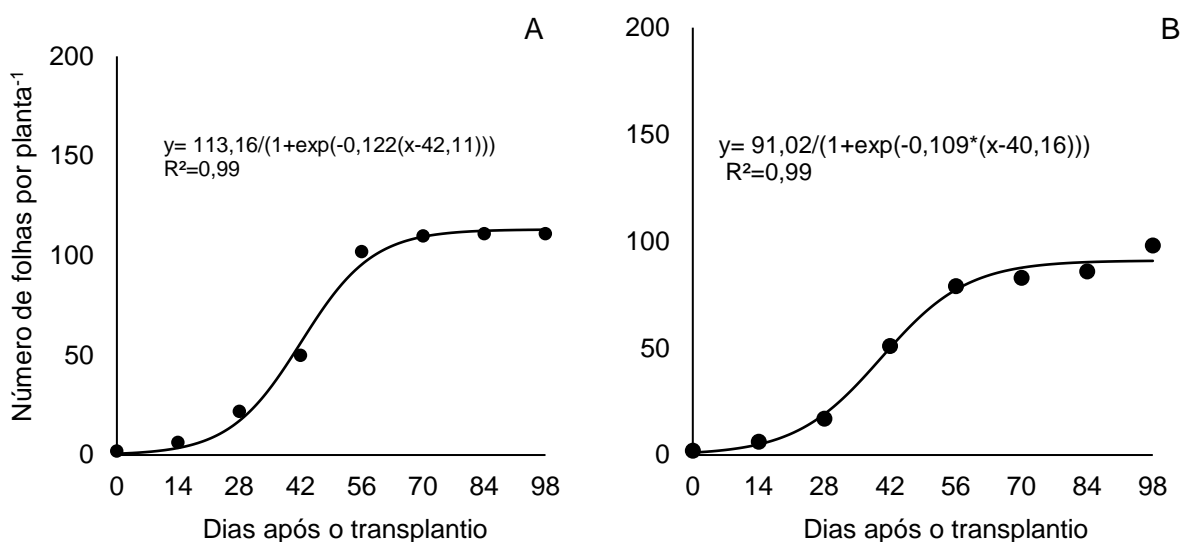 A
Número de folhas por planta⁻¹
200
150
100
50
0
y= 113,16/(1+exp(-0,122(x-42,11)))
R²=0,99
0 14 28 42 56 70 84 98
Dias após o transplantio
B
200
150
100
50
0
y= 91,02/(1+exp(-0,109*(x-40,16)))
R²=0,99
0 14 28 42 56 70 84 98
Dias após o transplantio